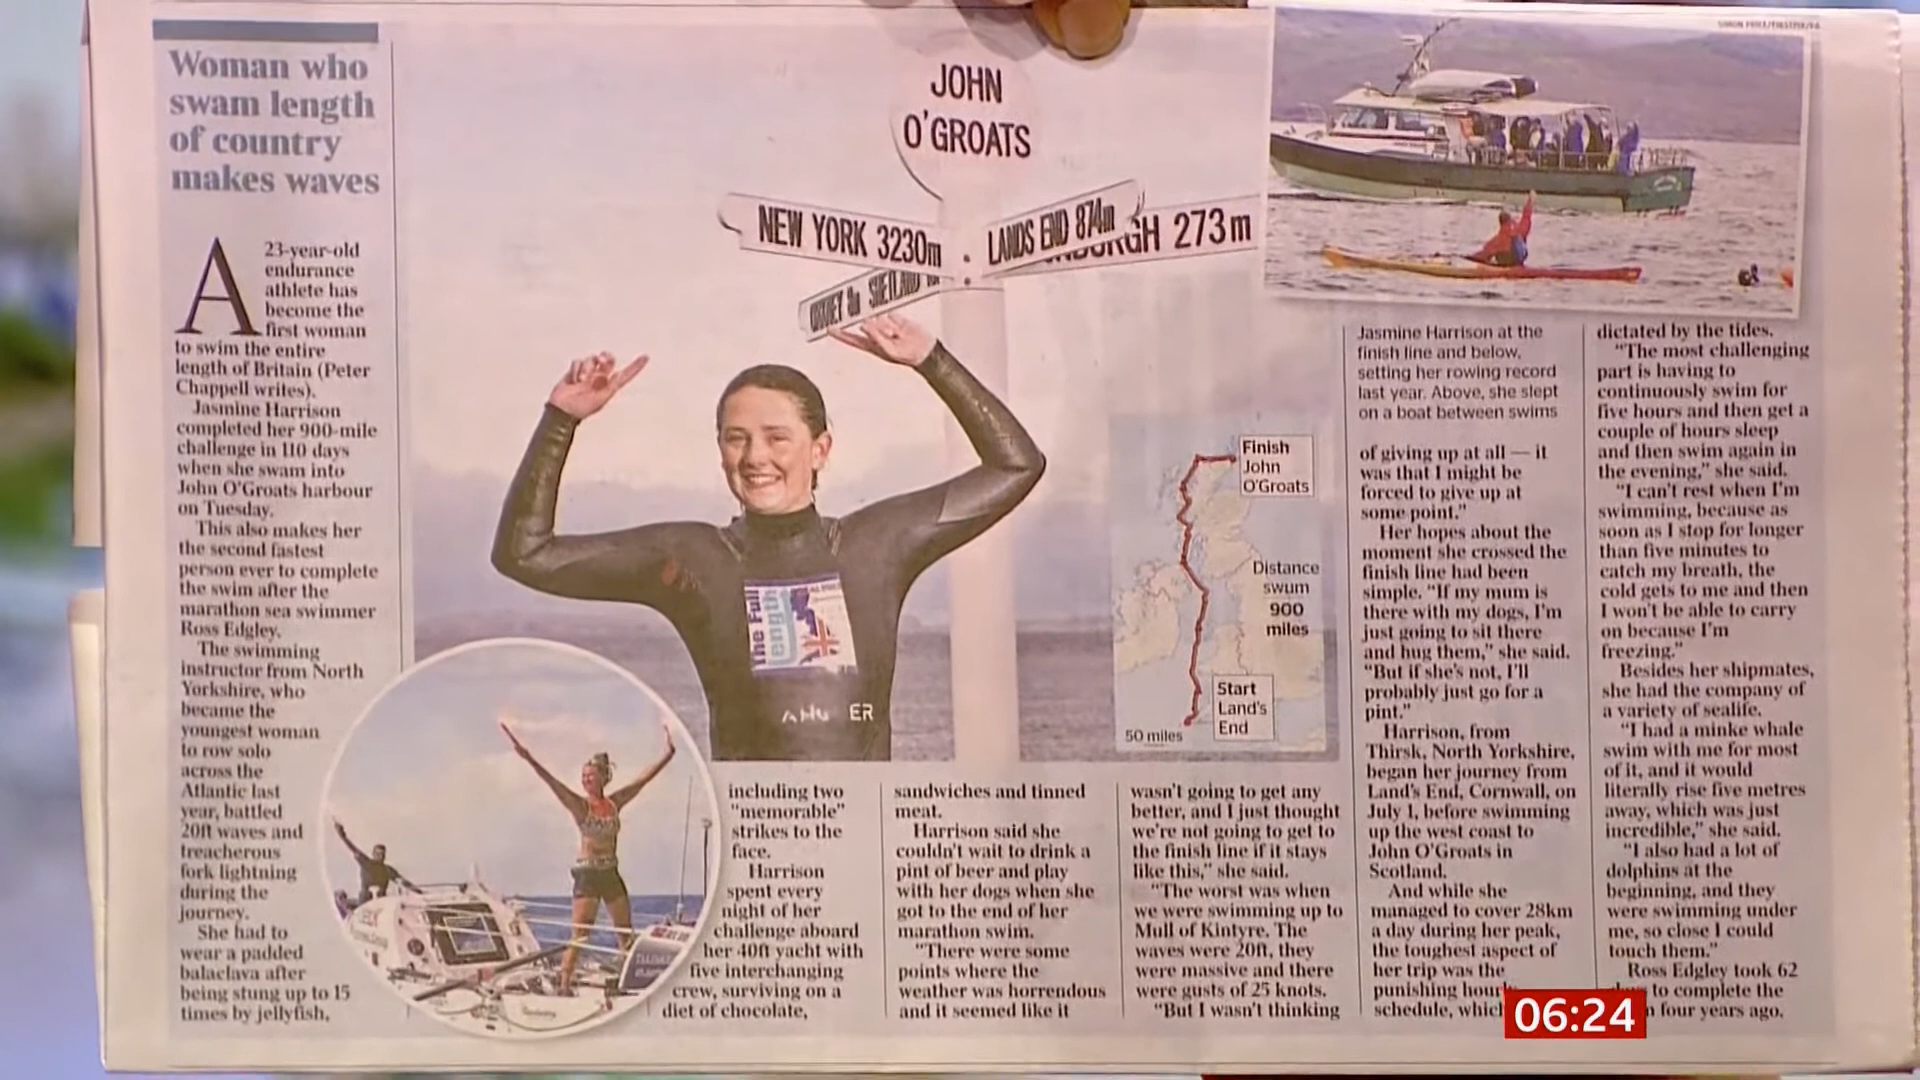 Woman who
swam length
of country
makes waves
A 23-year-old
endurance
athlete has
become the
first woman
to swim the entire
length of Britain (Peter
Chappell writes).
Jasmine Harrison
completed her 900-mile
challenge in 110 days
when she swam into
John O'Groats harbour
on Tuesday.
This also makes her
the second fastest
person ever to complete
the swim after the
marathon sea swimmer
Ross Edgley.
The swimming
instructor from North
Yorkshire, who
became the
youngest woman
to row solo
across the
Atlantic last
year, battled
20ft waves and
treacherous
fork lightning
during the
journey.
She had to
wear a padded
balaclava after
being stung up to 15
times by jellyfish,
including two
"memorable"
strikes to the
face.
Harrison
spent every
night of her
challenge aboard
her 40ft yacht with
five interchanging
crew, surviving on a
diet of chocolate,
sandwiches and tinned
meat.
Harrison said she
couldn't wait to drink a
pint of beer and play
with her dogs when she
got to the end of her
marathon swim.
"There were some
points where the
weather was horrendous
and it seemed like it
wasn't going to get any
better, and I just thought
we're not going to get to
the finish line if it stays
like this," she said.
"The worst was when
we were swimming up to
Mull of Kintyre. The
waves were 20ft, they
were massive and there
were gusts of 25 knots.
"But I wasn't thinking
of giving up at all — it
was that I might be
forced to give up at
some point."
Her hopes about the
moment she crossed the
finish line had been
simple. "If my mum is
there with my dogs, I'm
just going to sit there
and hug them," she said.
"But if she's not, I'll
probably just go for a
pint."
Harrison, from
Thirsk, North Yorkshire,
began her journey from
Land's End, Cornwall, on
July 1, before swimming
up the west coast to
John O'Groats in
Scotland.
And while she
managed to cover 28km
a day during her peak,
the toughest aspect of
her trip was the
punishing
schedule,
dictated by the tides.
"The most challenging
part is having to
continuously swim for
five hours and then get a
couple of hours sleep
and then swim again in
the evening," she said.
"I can't rest when I'm
swimming, because as
soon as I stop for longer
than five minutes to
catch my breath, the
cold gets to me and then
I won't be able to carry
on because I'm
freezing."
Besides her shipmates,
she had the company of
a variety of sealife.
"I had a minke whale
swim with me for most
of it, and it would
literally rise five metres
away, which was just
incredible," she said.
"I also had a lot of
dolphins at the
beginning, and they
were swimming under
me, so close I could
touch them."
Ross Edgley took 62
to complete the
four years ago.
Jasmine Harrison at the
finish line and below,
setting her rowing record
last year. Above, she slept
on a boat between swims
JOHN
O'GROATS
NEW YORK 3230m
LANDS END 874m
273m
SHETLAND
The Full
Length
Finish
John
O'Groats
Distance
swum
900
miles
Start
Land's
End
50 miles
06:24